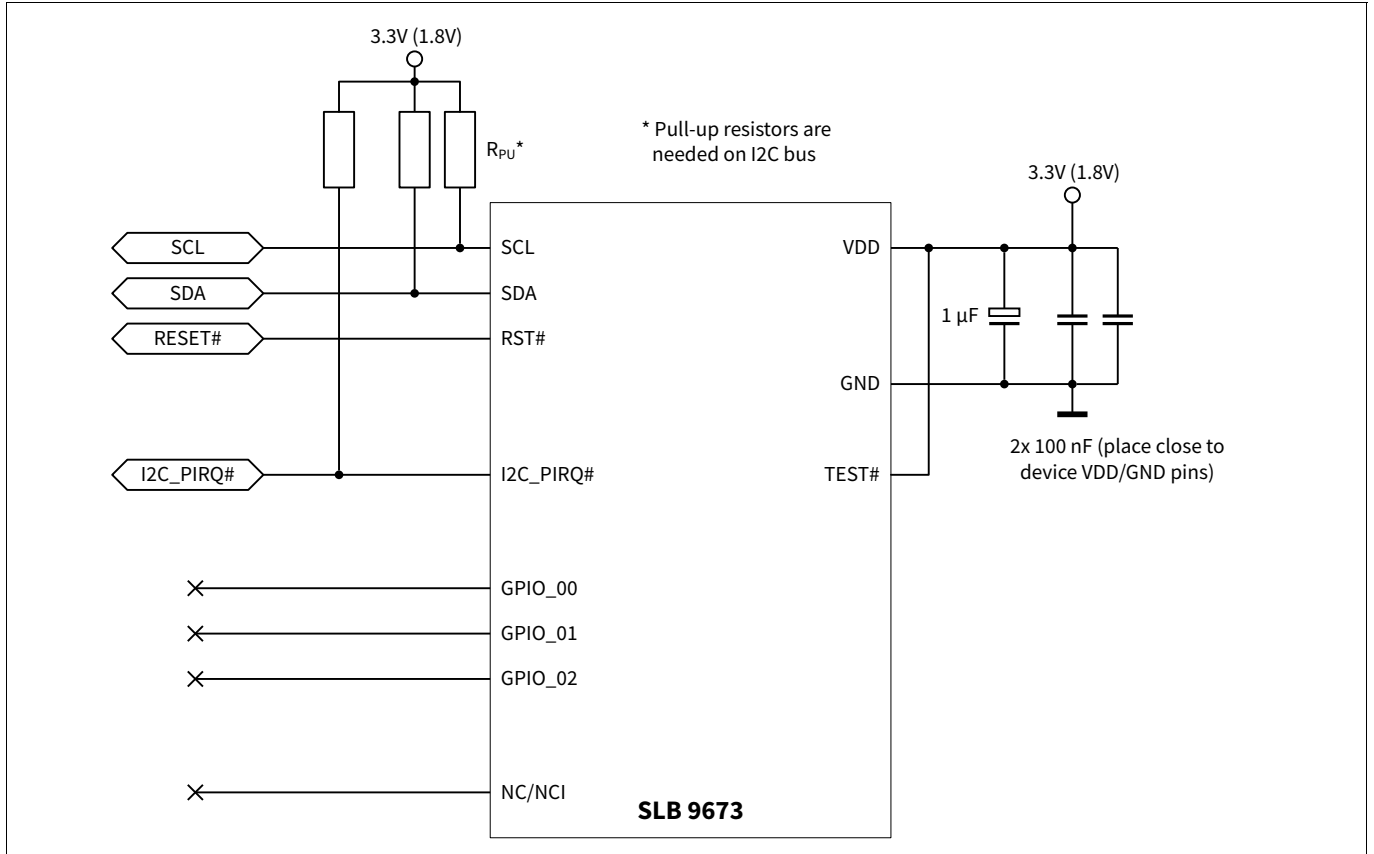 3.3V (1.8V)
R_PU*
* Pull-up resistors are
needed on I2C bus
3.3V (1.8V)
SCL
SCL
VDD
SDA
SDA
1 µF
RESET#
RST#
GND
2x 100 nF (place close to
device VDD/GND pins)
I2C_PIRQ#
I2C_PIRQ#
TEST#
GPIO_00
GPIO_01
GPIO_02
NC/NCI
SLB 9673